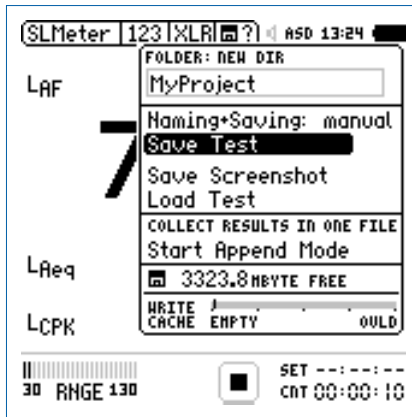 SLMeter 123 XLR ? ASD 13:24
FOLDER: NEW DIR
MyProject
LAF
7
Naming+Saving: manual
Save Test
Save Screenshot
Load Test
COLLECT RESULTS IN ONE FILE
Start Append Mode
LAeq
3323.8 MBYTE FREE
WRITE
CACHE EMPTY OVLD
LCPK
SET --:--:--
30 RNGE 130
CNT 00:00:10